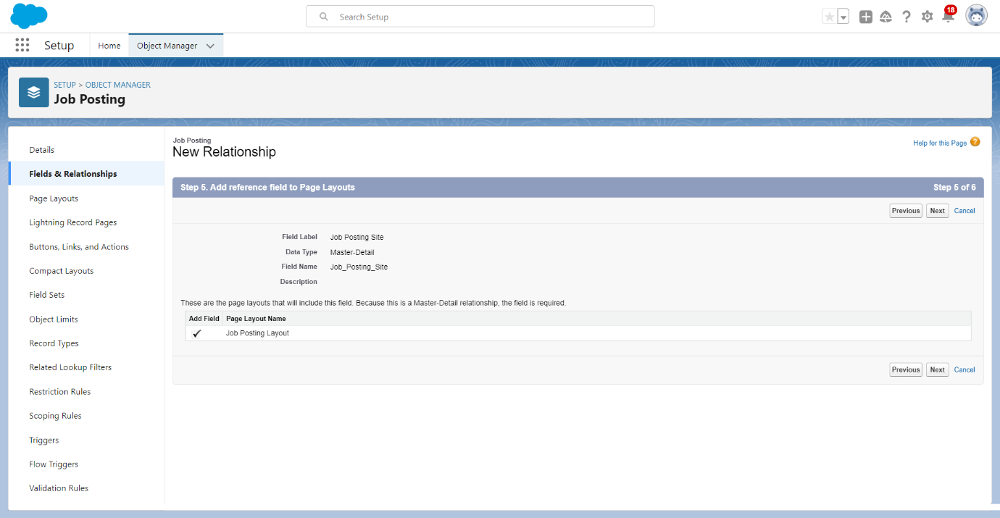 Search Setup
18
Setup
Home
Object Manager
SETUP > OBJECT MANAGER
Job Posting
Details
Fields & Relationships
Page Layouts
Lightning Record Pages
Buttons, Links, and Actions
Compact Layouts
Field Sets
Object Limits
Record Types
Related Lookup Filters
Restriction Rules
Scoping Rules
Triggers
Flow Triggers
Validation Rules
Job Posting
New Relationship
Help for this Page ?
Step 5. Add reference field to Page Layouts Step 5 of 6
Previous Next Cancel
Field Label Job Posting Site
Data Type Master-Detail
Field Name Job_Posting_Site
Description
These are the page layouts that will include this field. Because this is a Master-Detail relationship, the field is required.
Add Field Page Layout Name
Job Posting Layout
Previous Next Cancel